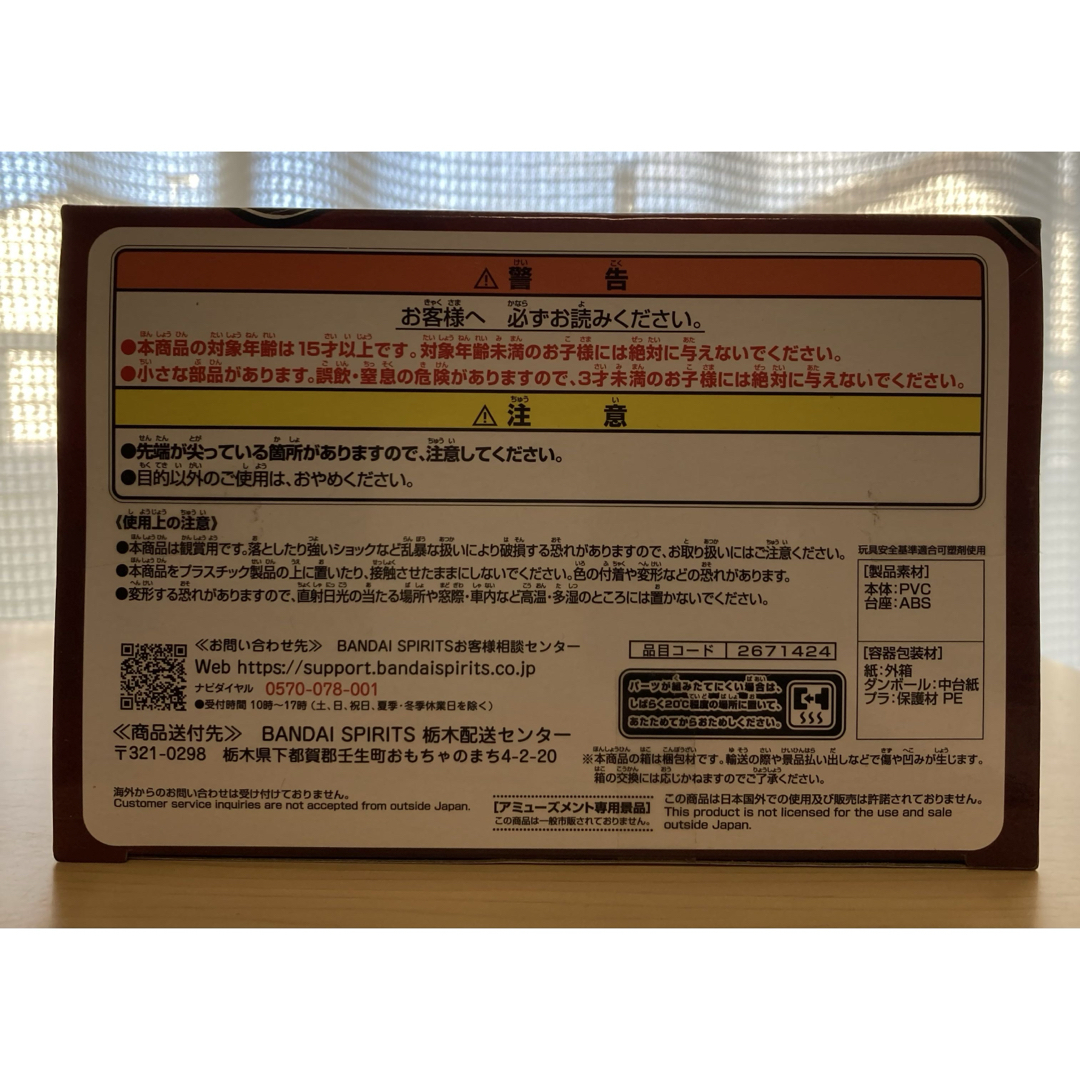 ⚠ 警告
お客様へ 必ずお読みください。
●本商品の対象年齢は15才以上です。対象年齢未満のお子様には絶対に与えないでください。
●小さな部品があります。誤飲・窒息の危険がありますので、3才未満のお子様には絶対に与えないでください。
⚠ 注意
●先端が尖っている箇所がありますので、注意してください。
●目的以外のご使用は、おやめください。
《使用上の注意》
●本商品は観賞用です。落としたり強いショックなど乱暴な扱いにより破損する恐れがありますので、お取り扱いにはご注意ください。
●本商品をプラスチック製品の上に置いたり、接触させたままにしないでください。色の付着や変形などの恐れがあります。
●変形する恐れがありますので、直射日光の当たる場所や窓際・車内など高温・多湿のところには置かないでください。
玩具安全基準適合可塑剤使用
[製品素材]
本体:PVC
台座:ABS
[容器包装材]
紙:外箱
ダンボール:中台紙
プラ:保護材 PE
≪お問い合わせ先≫ BANDAI SPIRITSお客様相談センター
Web https://support.bandaispirits.co.jp
ナビダイヤル 0570-078-001
●受付時間 10時〜17時(土、日、祝日、夏季・冬季休業日を除く)
≪商品送付先≫ BANDAI SPIRITS 栃木配送センター
〒321-0298 栃木県下都賀郡壬生町おもちゃのまち4-2-20
品目コード 2671424
パーツが組みたてにくい場合は、
しばらく20℃程度の場所に置いて、
あたためてからおためしください。
※本商品の箱は梱包材です。輸送の際や景品払い出しなどで傷や凹みが生じます。
箱の交換には応じかねますのでご了承ください。
海外からのお問い合わせは受け付けておりません。
Customer service inquiries are not accepted from outside Japan.
[アミューズメント専用景品]
この商品は一般市販されておりません。
この商品は日本国外での使用及び販売は許諾されておりません。
This product is not licensed for the use and sale
outside Japan.